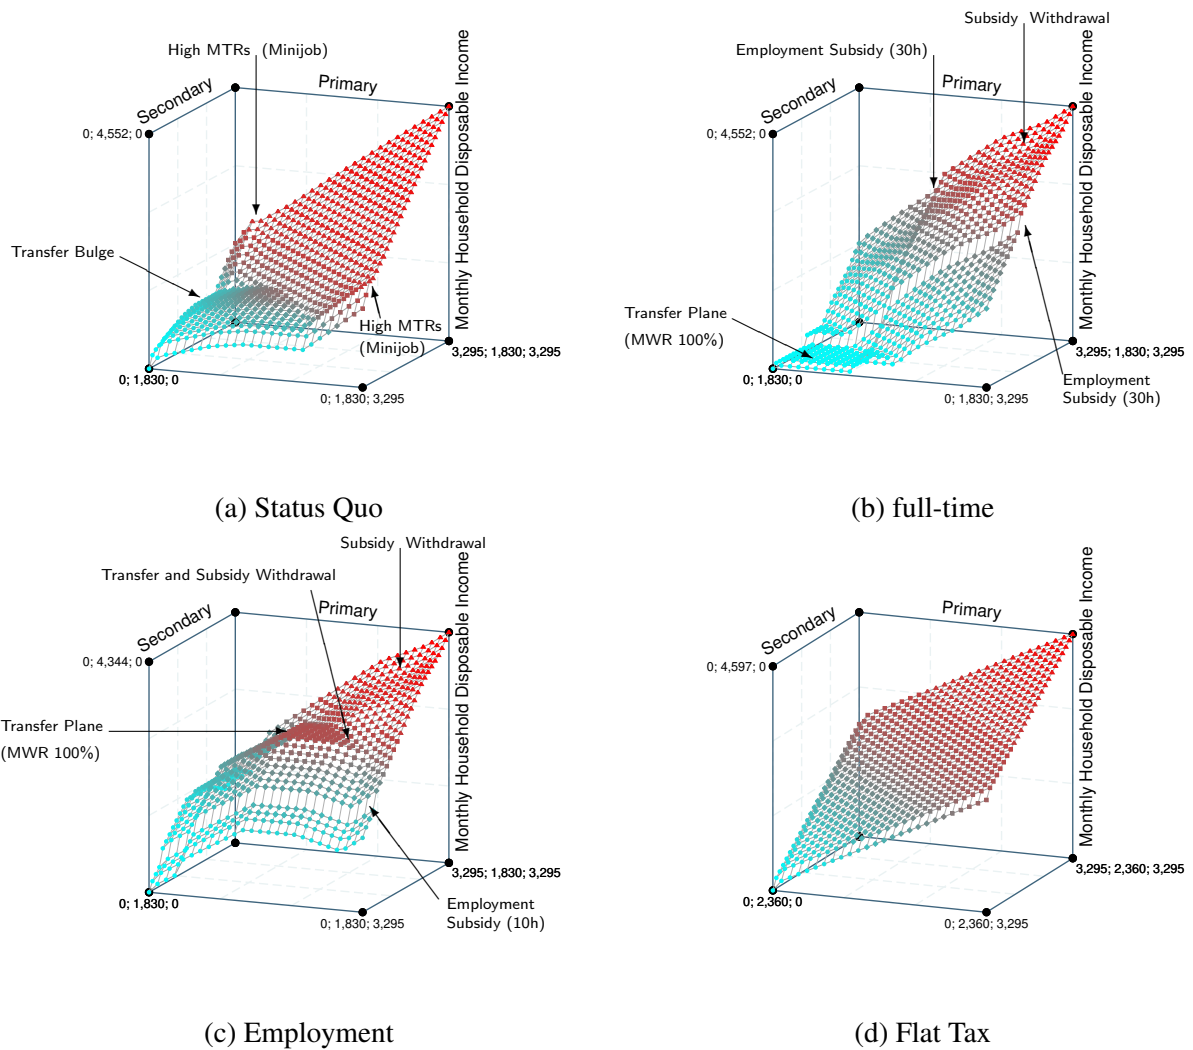 High MTRs (Minijob)
Secondary
Primary
Monthly Household Disposable Income
0; 4,552; 0
Transfer Bulge
High MTRs
(Minijob)
3,295; 1,830; 3,295
0; 1,830; 0
0; 1,830; 3,295
(a) Status Quo
Subsidy Withdrawal
Employment Subsidy (30h)
Secondary
Primary
Monthly Household Disposable Income
0; 4,552; 0
Transfer Plane
(MWR 100%)
3,295; 1,830; 3,295
0; 1,830; 0
Employment
Subsidy (30h)
0; 1,830; 3,295
(b) full-time
Subsidy Withdrawal
Transfer and Subsidy Withdrawal
Secondary
Primary
Monthly Household Disposable Income
0; 4,344; 0
Transfer Plane
(MWR 100%)
3,295; 1,830; 3,295
0; 1,830; 0
Employment
Subsidy (10h)
0; 1,830; 3,295
(c) Employment
Secondary
Primary
Monthly Household Disposable Income
0; 4,597; 0
3,295; 2,360; 3,295
0; 2,360; 0
0; 2,360; 3,295
(d) Flat Tax